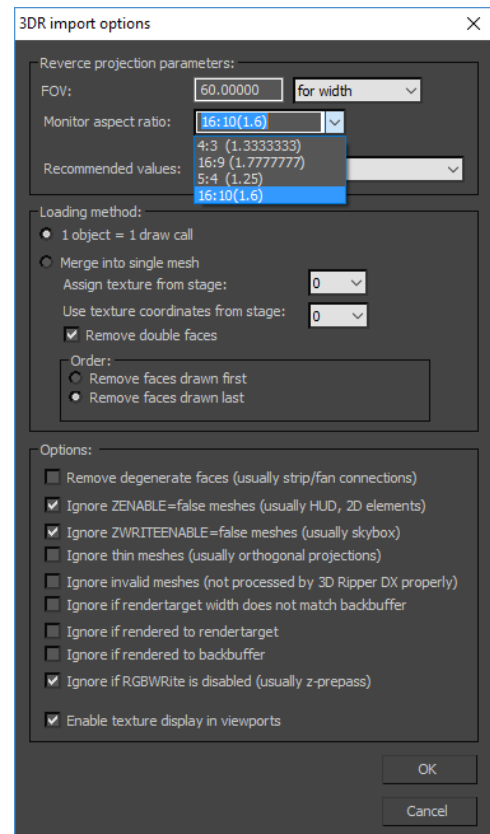 3DR import options
Reverce projection parameters:
FOV: 60.00000 for width
Monitor aspect ratio: 16:10(1.6)
4:3 (1.3333333)
16:9 (1.7777777)
5:4 (1.25)
16:10(1.6)
Recommended values:
Loading method:
1 object = 1 draw call
Merge into single mesh
Assign texture from stage: 0
Use texture coordinates from stage: 0
Remove double faces
Order:
Remove faces drawn first
Remove faces drawn last
Options:
Remove degenerate faces (usually strip/fan connections)
Ignore ZENABLE=false meshes (usually HUD, 2D elements)
Ignore ZWRITEENABLE=false meshes (usually skybox)
Ignore thin meshes (usually orthogonal projections)
Ignore invalid meshes (not processed by 3D Ripper DX properly)
Ignore if rendertarget width does not match backbuffer
Ignore if rendered to rendertarget
Ignore if rendered to backbuffer
Ignore if RGBWRite is disabled (usually z-prepass)
Enable texture display in viewports
OK
Cancel